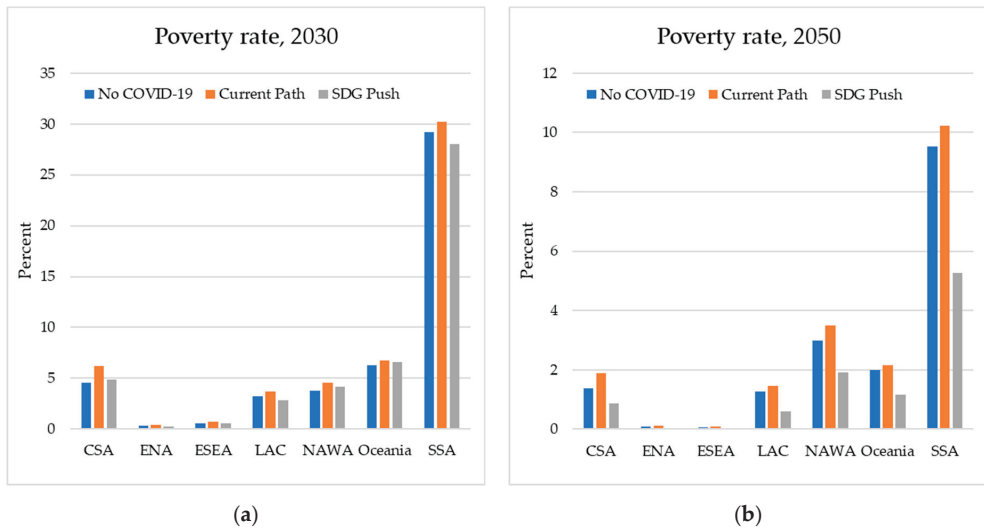 Poverty rate, 2030
35
No COVID-19 Current Path SDG Push
30
25
20
15
10
5
0
Percent
CSA ENA ESEA LAC NAWA Oceania SSA
(a)
Poverty rate, 2050
12
No COVID-19 Current Path SDG Push
10
8
6
4
2
0
Percent
CSA ENA ESEA LAC NAWA Oceania SSA
(b)